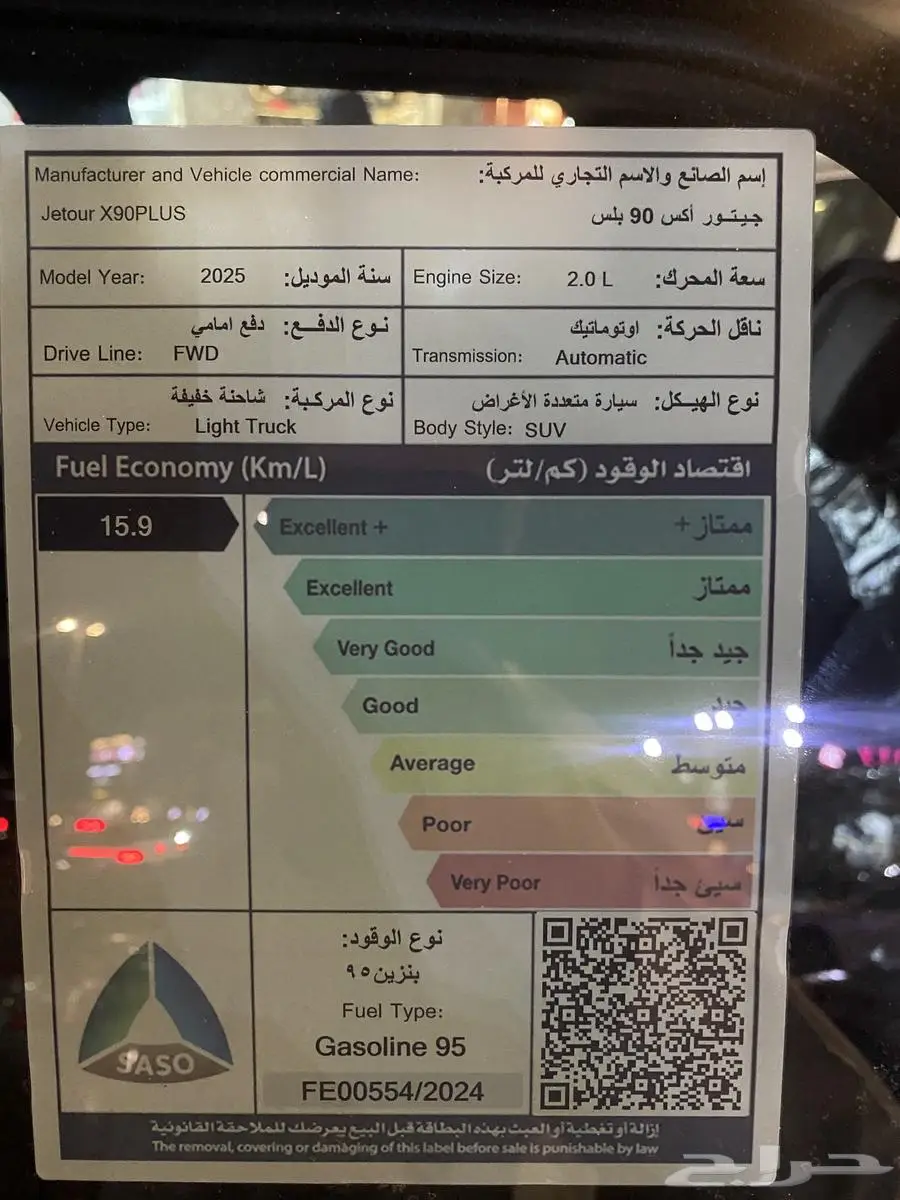 Manufacturer and Vehicle commercial Name: إسم الصانع والاسم التجاري للمركبة:
Jetour X90PLUS جيتور أكس 90 بلس
Model Year: 2025 سنة الموديل:
Engine Size: 2.0 L سعة المحرك:
نوع الدفع: دفع امامي
Drive Line: FWD
ناقل الحركة: اوتوماتيك
Transmission: Automatic
نوع المركبة: شاحنة خفيفة
Vehicle Type: Light Truck
نوع الهيكل: سيارة متعددة الأغراض
Body Style: SUV
Fuel Economy (Km/L) اقتصاد الوقود (كم/لتر)
15.9
Excellent + ممتاز+
Excellent ممتاز
Very Good جيد جداً
Good جيد
Average متوسط
Poor سيئ
Very Poor سيئ جداً
SASO
نوع الوقود:
بنزين ٩٥
Fuel Type:
Gasoline 95
FE00554/2024
إزالة أو تغطية أو العبث بهذه البطاقة قبل البيع يعرضك للملاحقة القانونية
The removal, covering or damaging of this label before sale is punishable by law
حراج